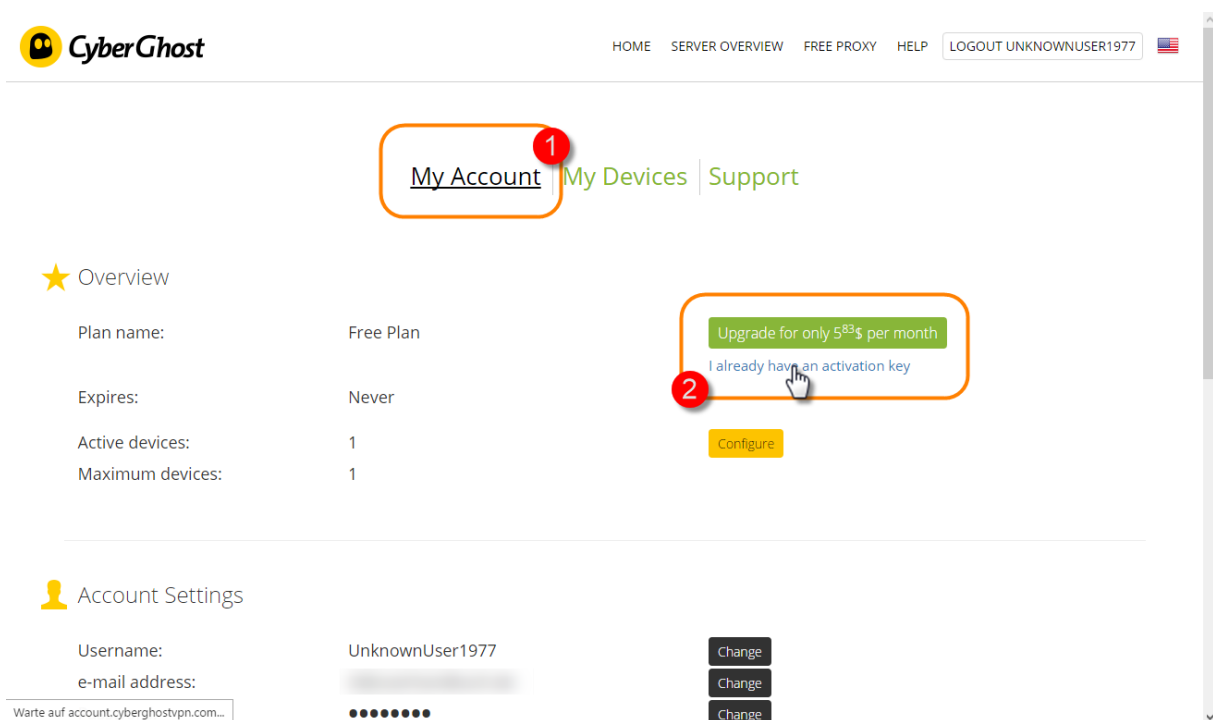 CyberGhost
HOME SERVER OVERVIEW FREE PROXY HELP LOGOUT UNKNOWNUSER1977
1
My Account My Devices Support
Overview
Plan name: Free Plan Upgrade for only 5⁸³$ per month
I already have an activation key
2
Expires: Never
Active devices: 1 Configure
Maximum devices: 1
Account Settings
Username: UnknownUser1977 Change
e-mail address: Change
●●●●●●●● Change
Warte auf account.cyberghostvpn.com...